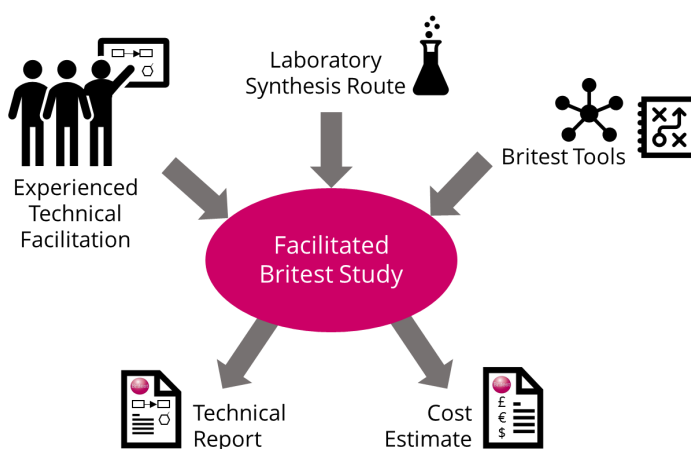 Laboratory
Synthesis Route
Britest Tools
Experienced
Technical
Facilitation
Facilitated
Britest Study
Technical
Report
Cost
Estimate
£
€
$